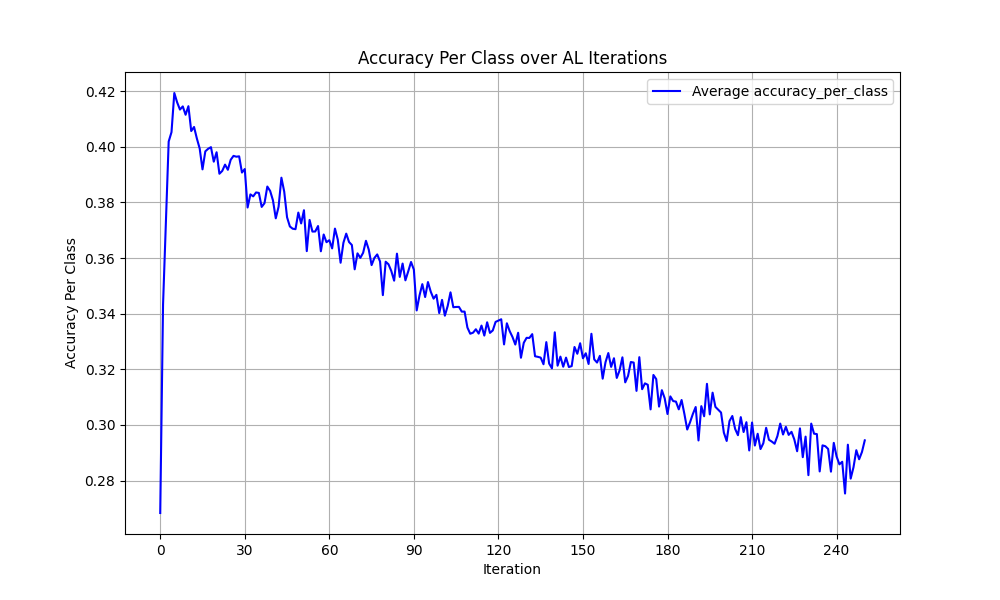 Accuracy Per Class over AL Iterations
Average accuracy_per_class
Accuracy Per Class
0.42
0.40
0.38
0.36
0.34
0.32
0.30
0.28
0 30 60 90 120 150 180 210 240
Iteration